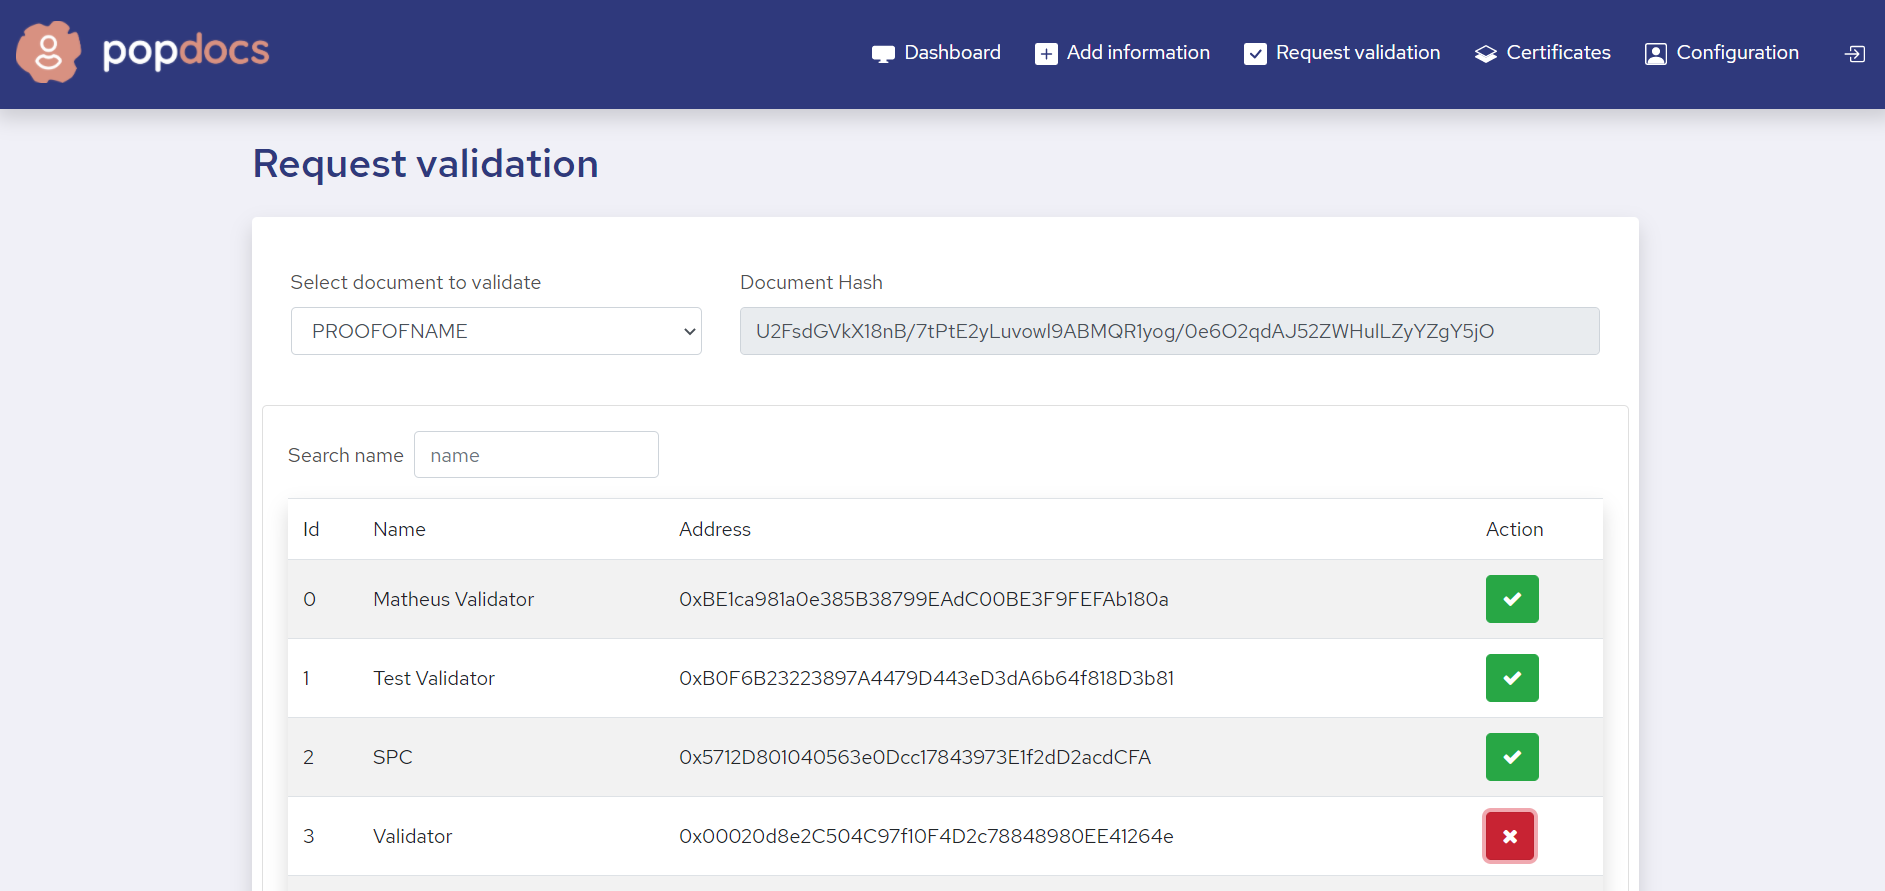 popdocs
Dashboard Add information Request validation Certificates Configuration
Request validation
Select document to validate Document Hash
PROOFOFNAME U2FsdGVkX18nB/7tPtE2yLuvowl9ABMQR1yog/0e6O2qdAJ52ZWHulLZyYZgY5jO
Search name name
Id Name Address Action
0 Matheus Validator 0xBE1ca981a0e385B38799EAdC00BE3F9FEFAb180a
1 Test Validator 0xB0F6B23223897A4479D443eD3dA6b64f818D3b81
2 SPC 0x5712D801040563e0Dcc17843973E1f2dD2acdCFA
3 Validator 0x00020d8e2C504C97f10F4D2c78848980EE41264e